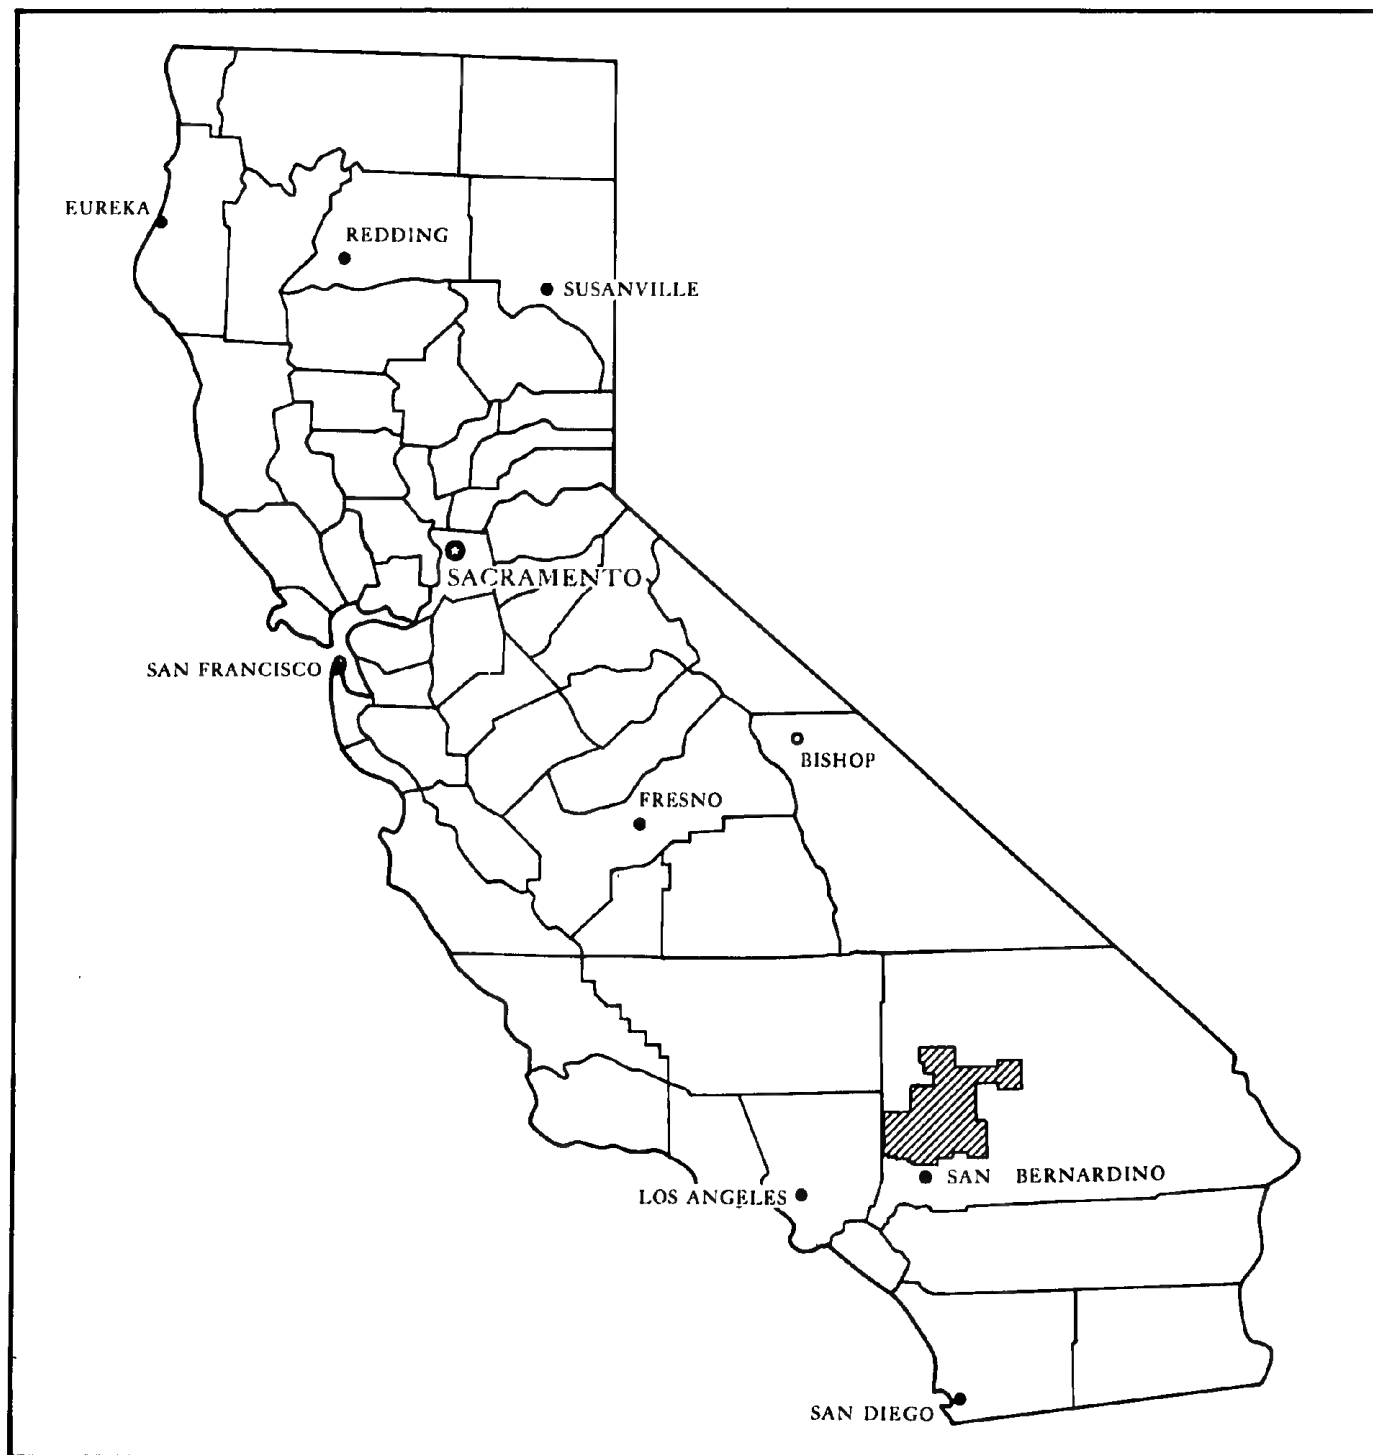 EUREKA
REDDING
SUSANVILLE
SACRAMENTO
SAN FRANCISCO
BISHOP
FRESNO
SAN BERNARDINO
LOS ANGELES
SAN DIEGO